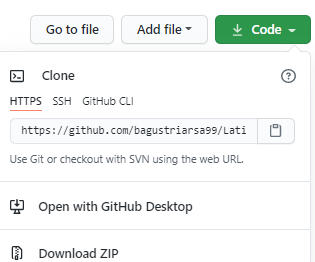 Go to file Add file Code
Clone
HTTPS SSH GitHub CLI
https://github.com/bagustriarsa99/Lati
Use Git or checkout with SVN using the web URL.
Open with GitHub Desktop
Download ZIP